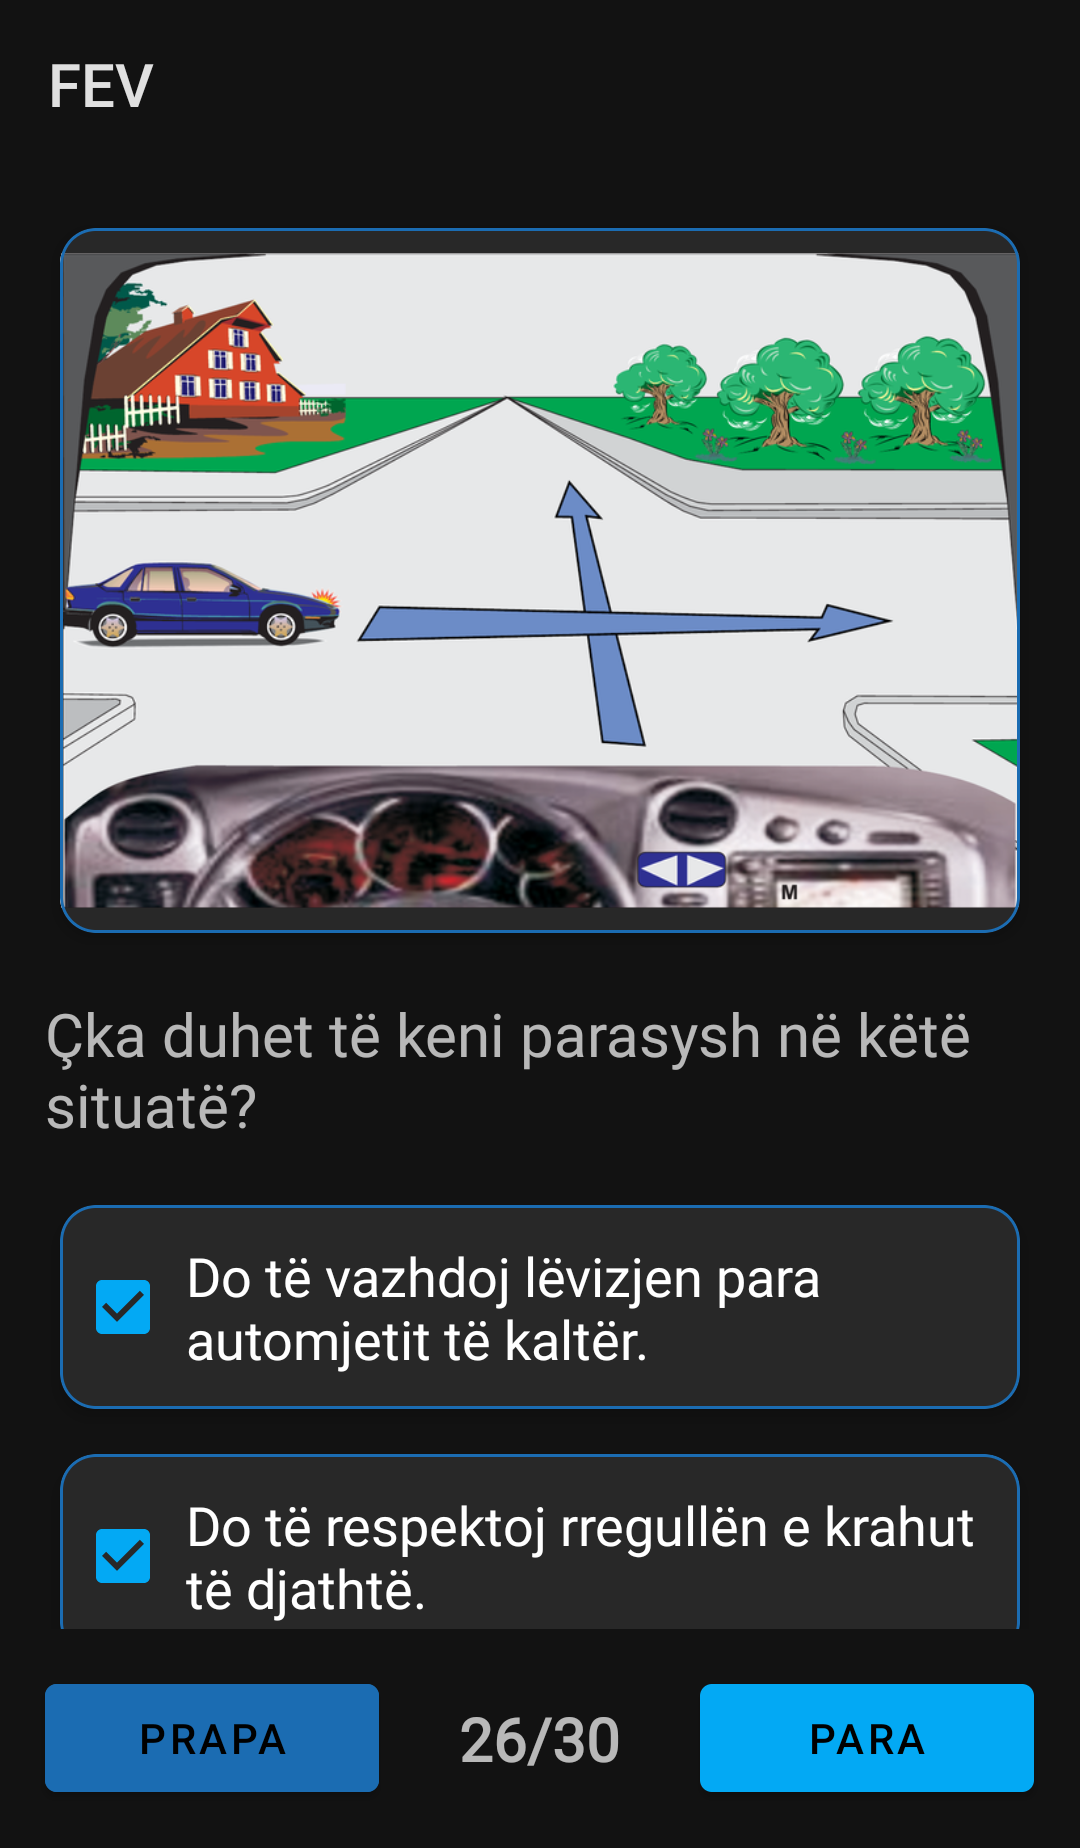 FEV
M
Çka duhet të keni parasysh në këtë
situatë?
Do të vazhdoj lëvizjen para
automjetit të kaltër.
Do të respektoj rregullën e krahut
të djathtë.
PRAPA
26/30
PARA